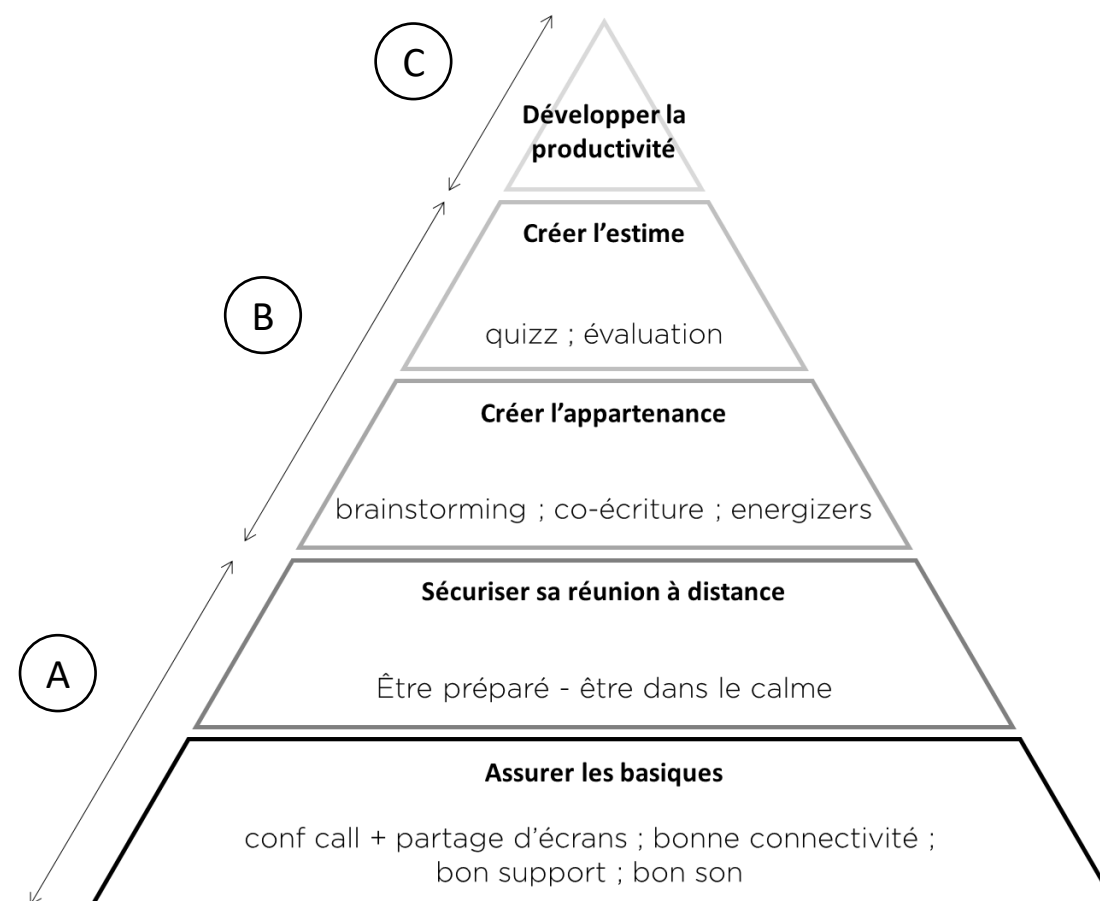 C
Développer la
productivité
Créer l’estime
B
quizz ; évaluation
Créer l’appartenance
brainstorming ; co-écriture ; energizers
Sécuriser sa réunion à distance
A
Être préparé - être dans le calme
Assurer les basiques
conf call + partage d’écrans ; bonne connectivité ;
bon support ; bon son